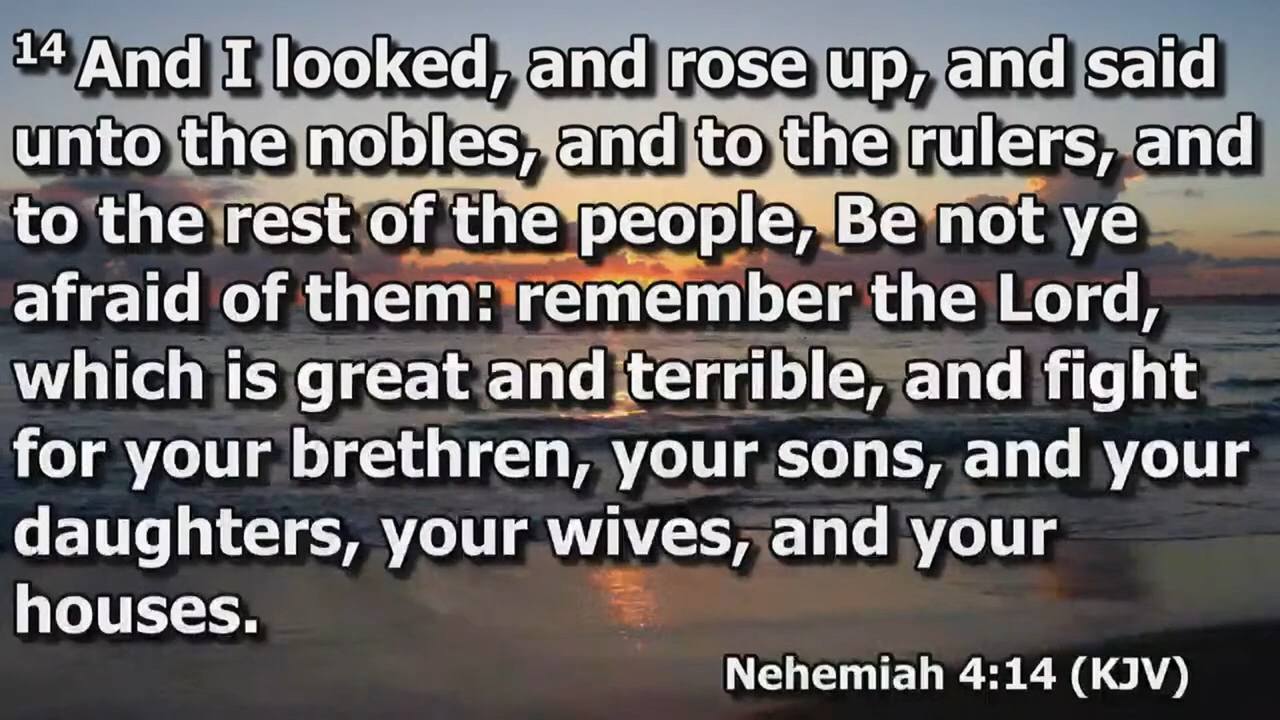 14 And I looked, and rose up, and said
unto the nobles, and to the rulers, and
to the rest of the people, Be not ye
afraid of them: remember the Lord,
which is great and terrible, and fight
for your brethren, your sons, and your
daughters, your wives, and your
houses.
Nehemiah 4:14 (KJV)